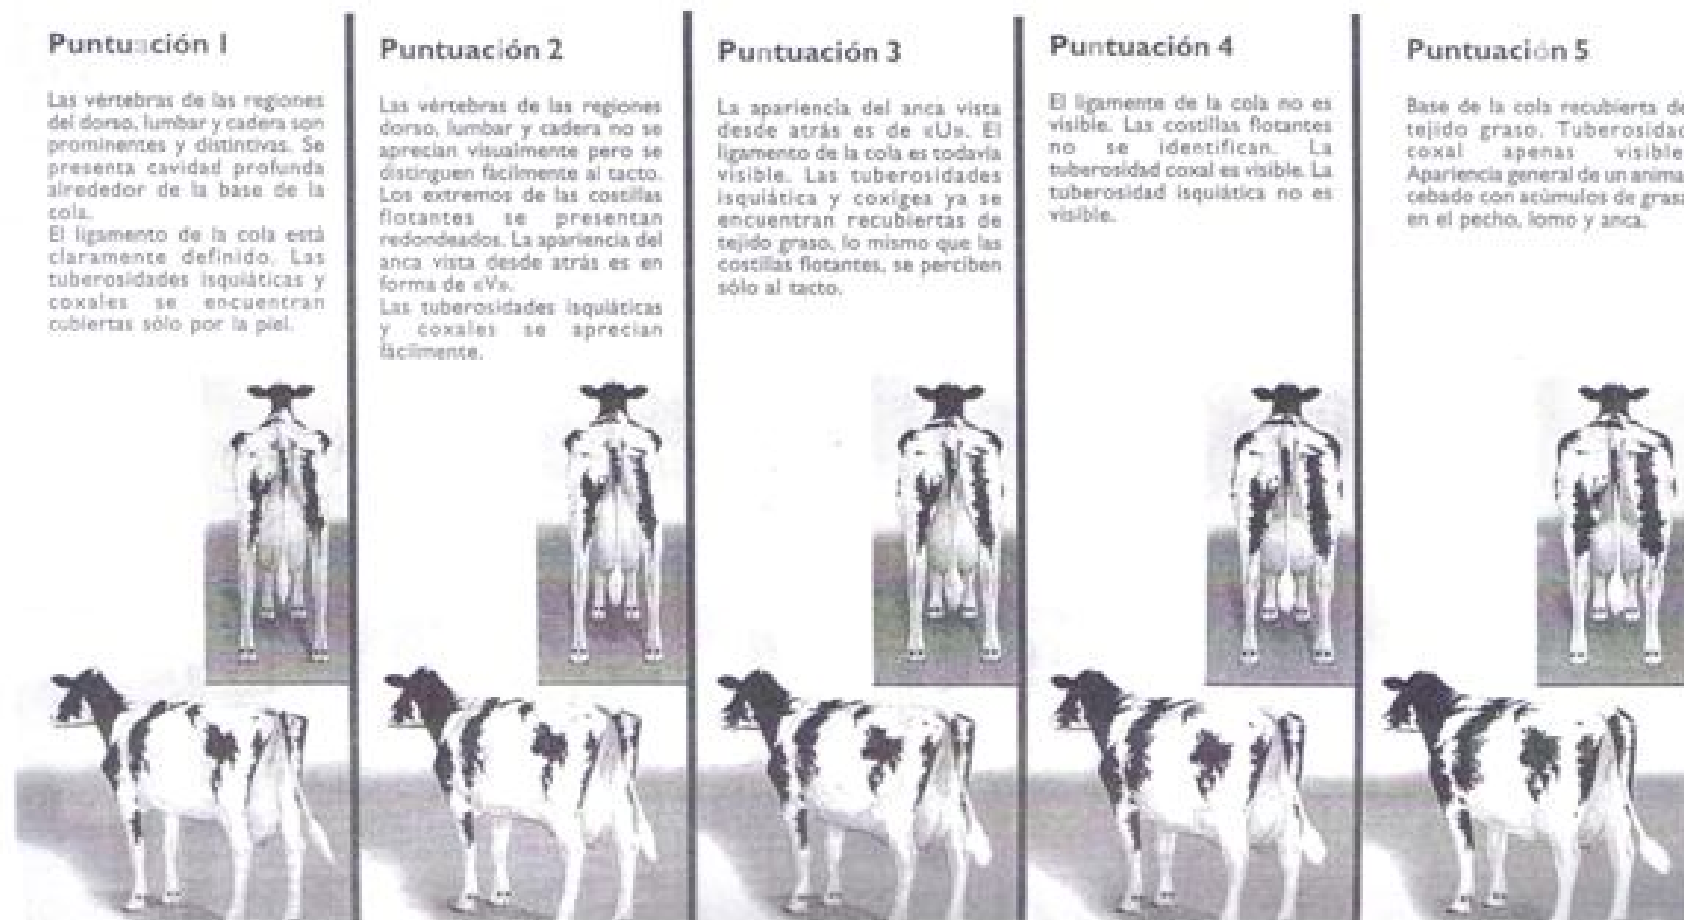 Puntuación 1
Las vértebras de las regiones
del dorso, lumbar y cadera son
prominentes y distintivas. Se
presenta cavidad profunda
alrededor de la base de la
cola.
El ligamento de la cola está
claramente definido. Las
tuberosidades isquiáticas y
coxales se encuentran
cubiertas sólo por la piel.
Puntuación 2
Las vértebras de las regiones
dorso, lumbar y cadera no se
aprecian visualmente pero se
distinguen fácilmente al tacto.
Los extremos de las costillas
flotantes se presentan
redondeados. La apariencia del
anca vista desde atrás es en
forma de «V».
Las tuberosidades isquiáticas
y coxales se aprecian
fácilmente.
Puntuación 3
La apariencia del anca vista
desde atrás es de «U». El
ligamento de la cola es todavía
visible. Las tuberosidades
isquiática y coxigea ya se
encuentran recubiertas de
tejido graso, lo mismo que las
costillas flotantes, se perciben
sólo al tacto.
Puntuación 4
El ligamente de la cola no es
visible. Las costillas flotantes
no se identifican. La
tuberosidad coxal es visible. La
tuberosidad isquiática no es
visible.
Puntuación 5
Base de la cola recubierta de
tejido graso. Tuberosidad
coxal apenas visible
Apariencia general de un anima
cebado con acúmulos de grasa
en el pecho, lomo y anca.